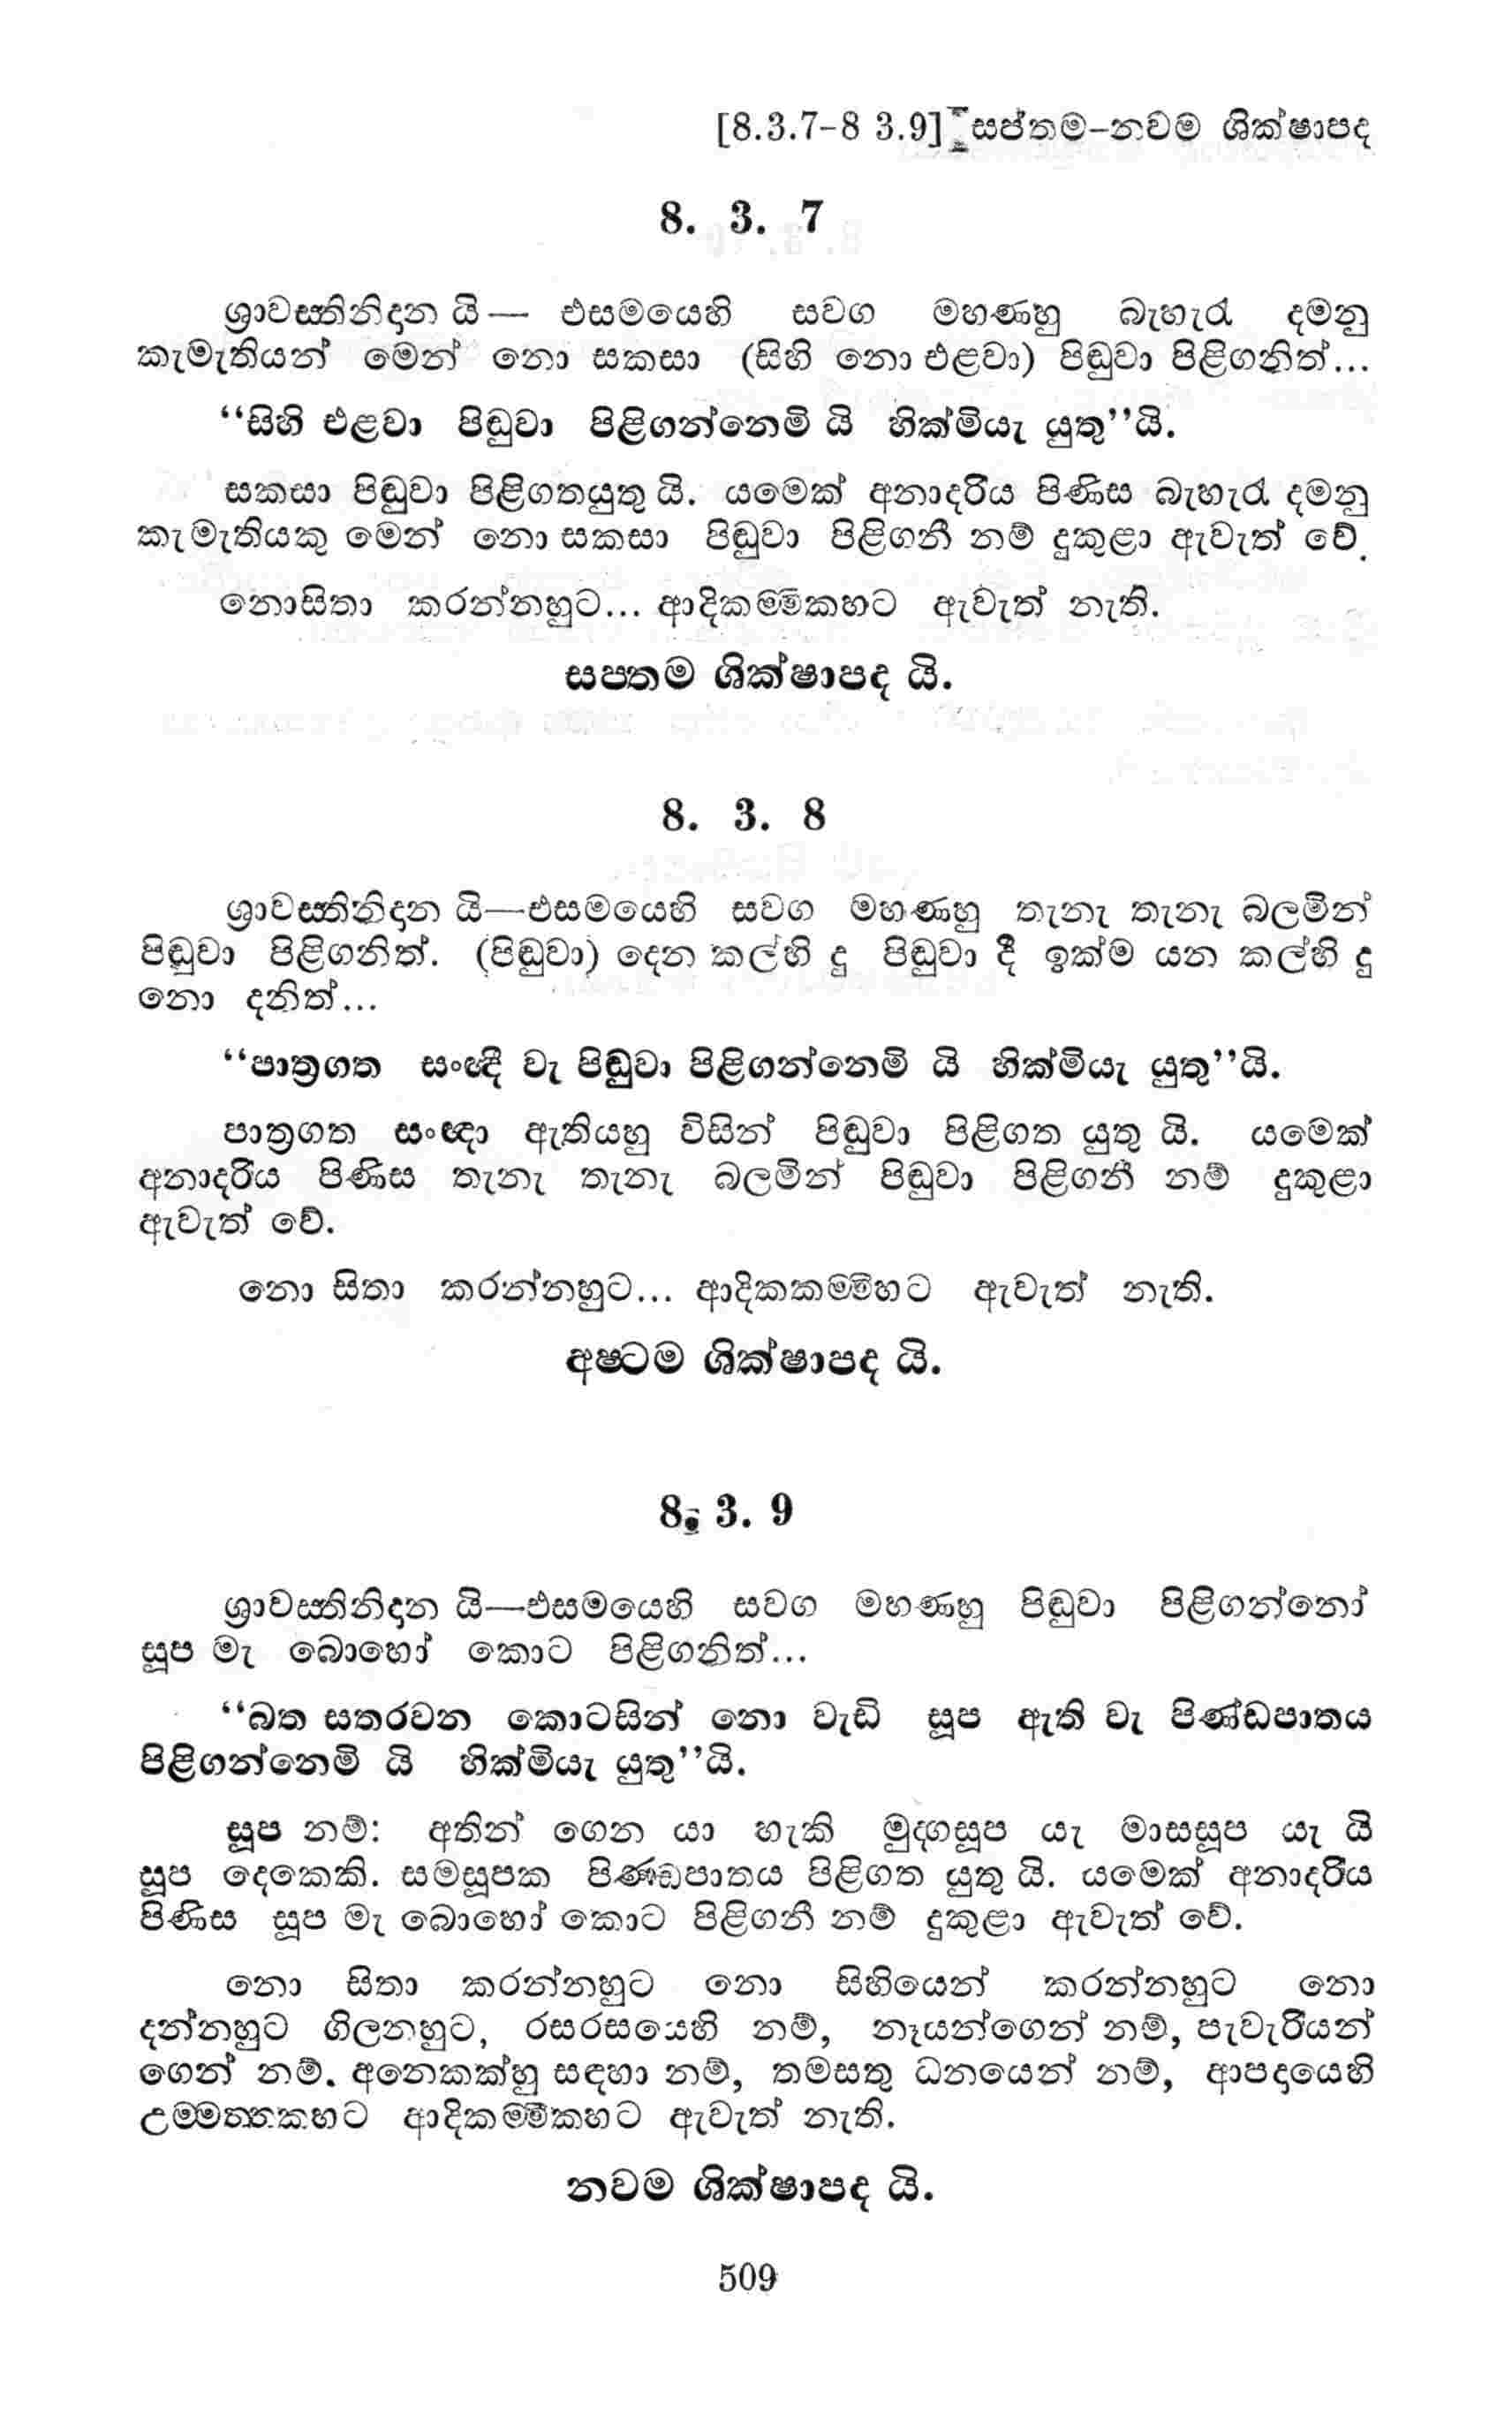 [8.3.7-8 3.9] සප්තම-නවම ශික්ෂාපද
8. 3. 7
ශ්‍රාවස්තිනිදාන යි— එසමයෙහි සවග මහණහු බැහැරැ දමනු
කැමැතියන් මෙන් නො සකසා (සිහි නො එළවා) පිඬුවා පිළිගනිත්...
“සිහි එළවා පිඬුවා පිළිගන්නෙමි යි හික්මියැ යුතු”යි.
සකසා පිඬුවා පිළිගතයුතු යි. යමෙක් අනාදරිය පිණිස බැහැරැ දමනු
කැමැතියකු මෙන් නො සකසා පිඬුවා පිළිගනී නම් දුකුළා ඇවැත් වේ.
නොසිතා කරන්නහුට... ආදිකම්මිකහට ඇවැත් නැති.
සප්තම ශික්ෂාපද යි.
8. 3. 8
ශ්‍රාවස්තිනිදාන යි—එසමයෙහි සවග මහණහු තැනැ තැනැ බලමින්
පිඬුවා පිළිගනිත්. (පිඬුවා) දෙන කල්හි දු පිඬුවා දී ඉක්ම යන කල්හි දු
නො දනිත්...
“පාත්‍රගත සංඥී වැ පිඬුවා පිළිගන්නෙමි යි හික්මියැ යුතු”යි.
පාත්‍රගත සංඥා ඇතියහු විසින් පිඬුවා පිළිගත යුතු යි. යමෙක්
අනාදරිය පිණිස තැනැ තැනැ බලමින් පිඬුවා පිළිගනී නම් දුකුළා
ඇවැත් වේ.
නො සිතා කරන්නහුට... ආදිකකම්මිහට ඇවැත් නැති.
අෂ්ටම ශික්ෂාපද යි.
8. 3. 9
ශ්‍රාවස්තිනිදාන යි—එසමයෙහි සවග මහණහු පිඬුවා පිළිගන්නෝ
සූප මැ බොහෝ කොට පිළිගනිත්...
“බත සතරවන කොටසින් නො වැඩි සූප ඇති වැ පිණ්ඩපාතය
පිළිගන්නෙමි යි හික්මියැ යුතු”යි.
සූප නම්: අතින් ගෙන යා හැකි මුද්ගසූප යැ මාසසූප යැ යි
සූප දෙකෙකි. සමසූපක පිණ්ඩපාතය පිළිගත යුතු යි. යමෙක් අනාදරිය
පිණිස සූප මැ බොහෝ කොට පිළිගනී නම් දුකුළා ඇවැත් වේ.
නො සිතා කරන්නහුට නො සිහියෙන් කරන්නහුට නො
දන්නහුට ගිලනහුට, රසරසයෙහි නම්, නෑයන්ගෙන් නම්, පැවැරියන්
ගෙන් නම්. අනෙකක්හු සඳහා නම්, තමසතු ධනයෙන් නම්, ආපදායෙහි
උම්මත්තකහට ආදිකම්මිකහට ඇවැත් නැති.
නවම ශික්ෂාපද යි.
509